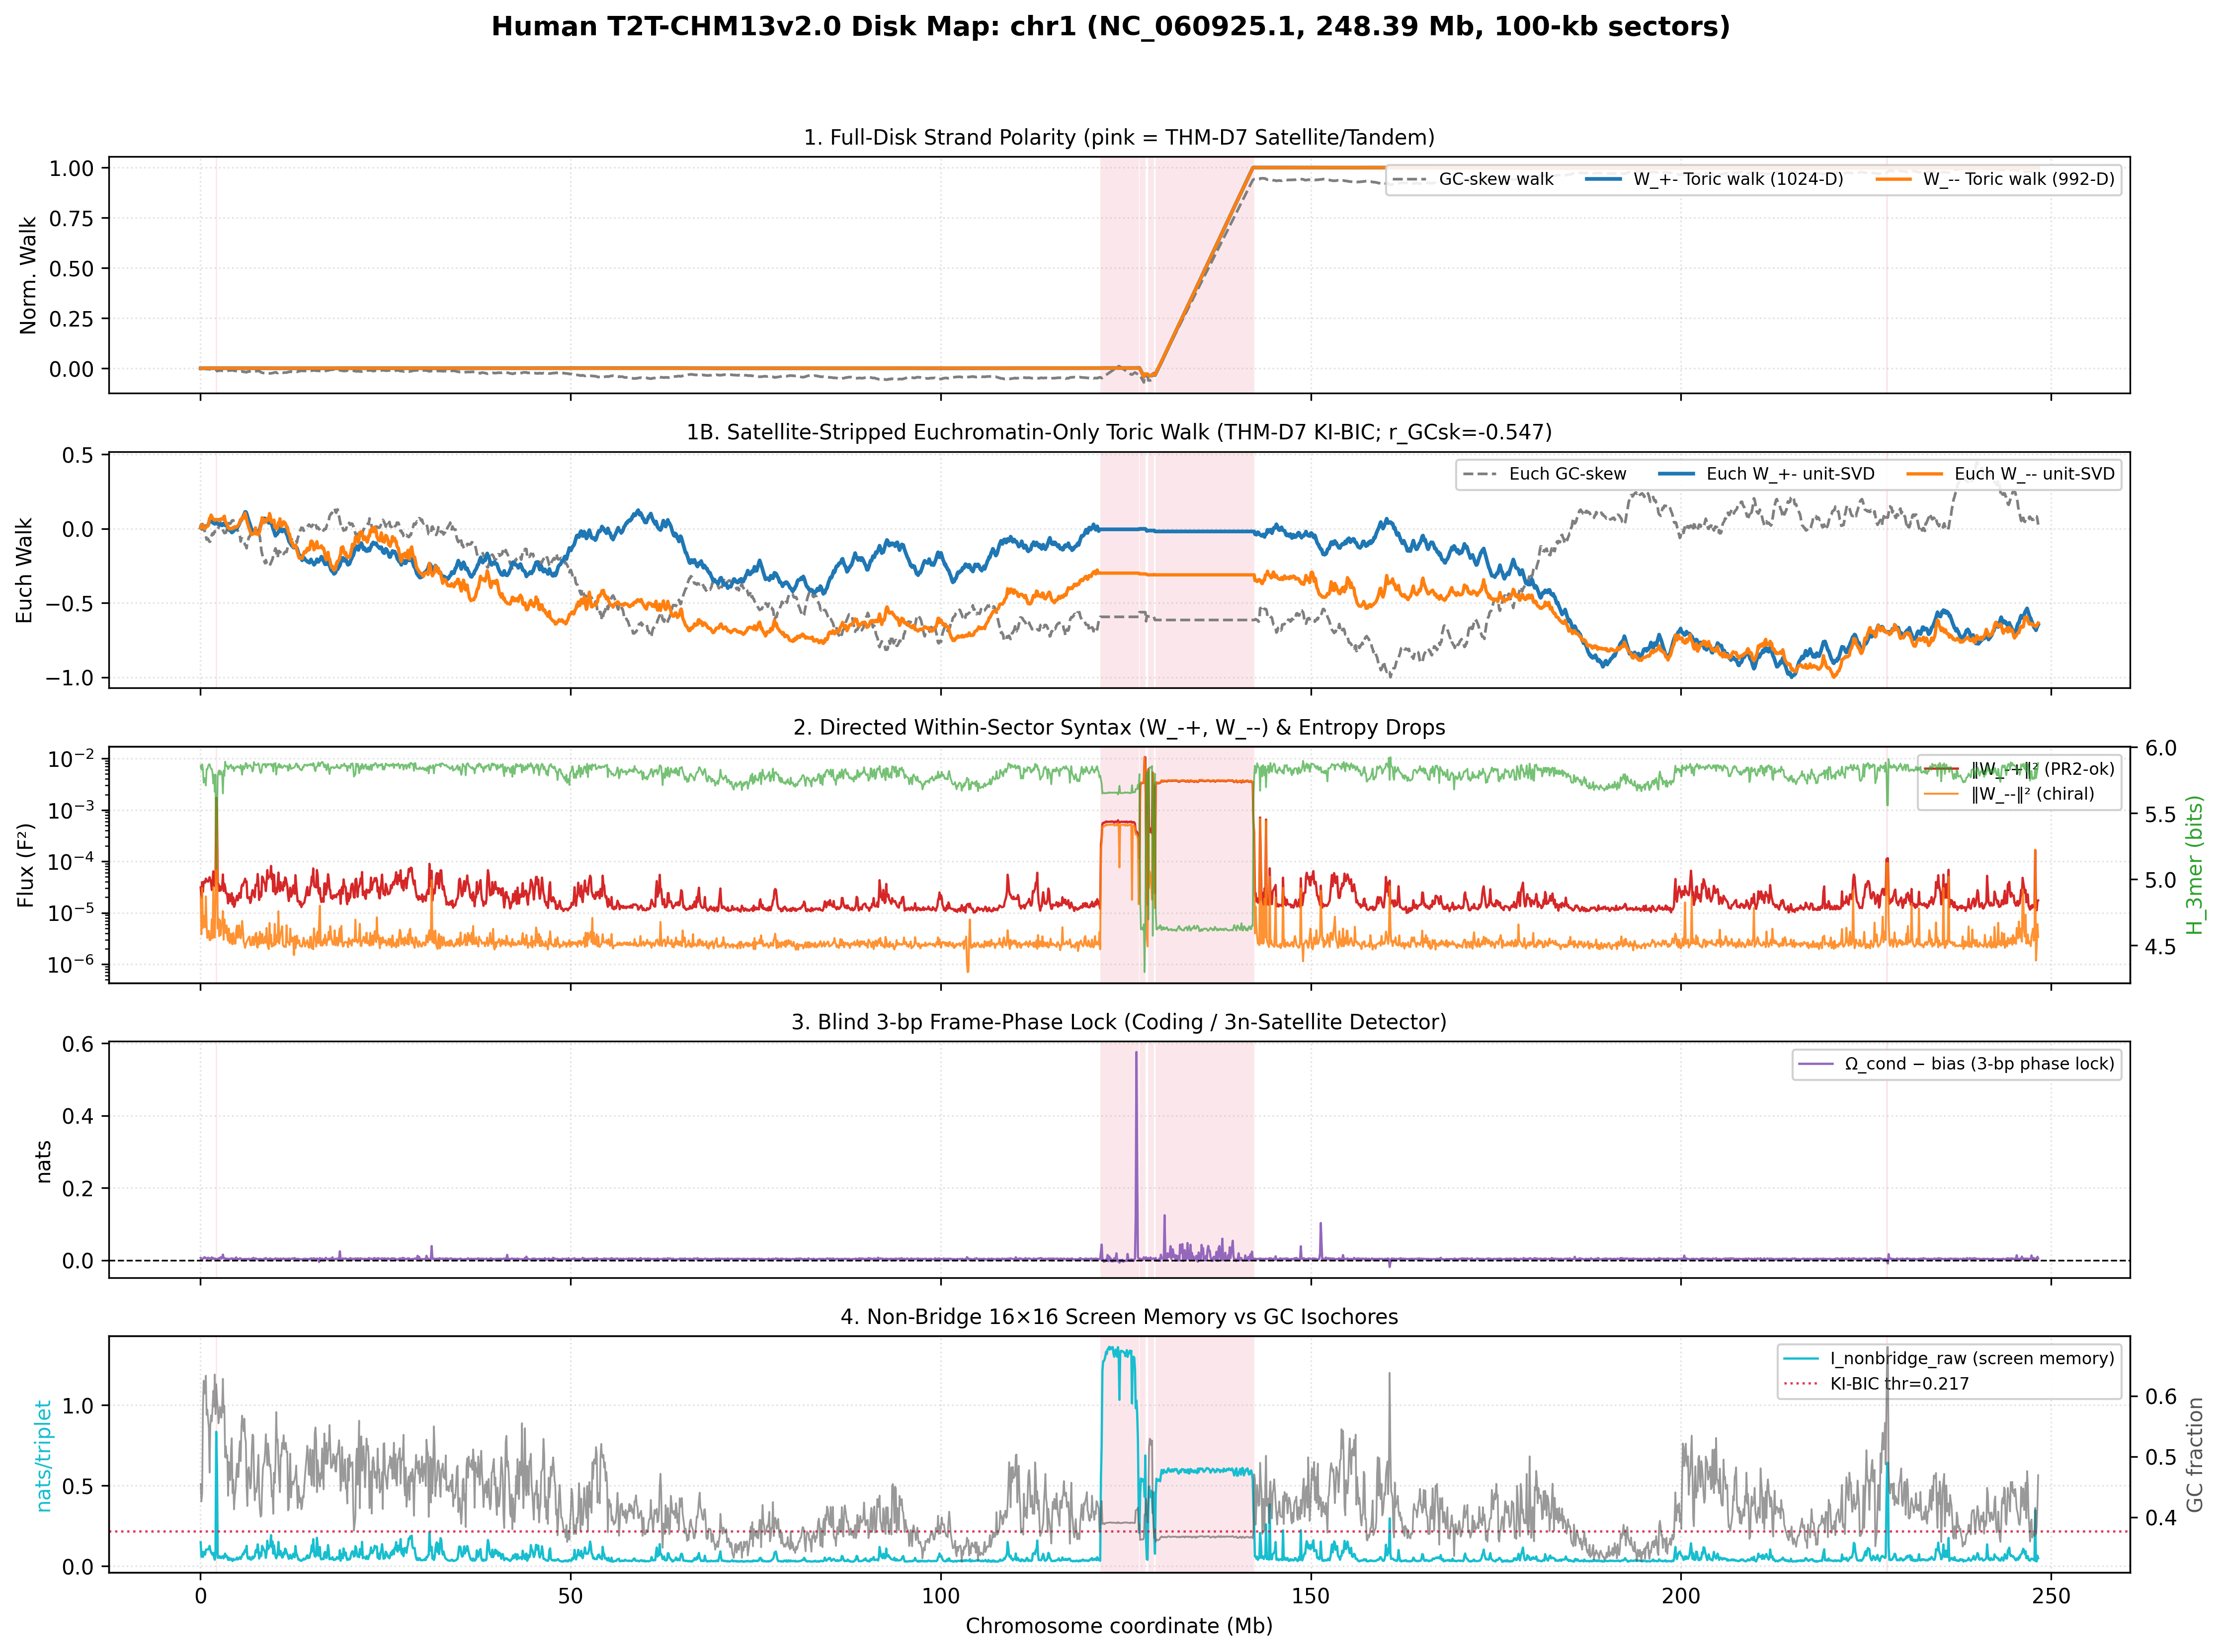 Human T2T-CHM13v2.0 Disk Map: chr1 (NC_060925.1, 248.39 Mb, 100-kb sectors)
1. Full-Disk Strand Polarity (pink = THM-D7 Satellite/Tandem)
Norm. Walk
1.00
0.75
0.50
0.25
0.00
GC-skew walk
W_+- Toric walk (1024-D)
W_-- Toric walk (992-D)
1B. Satellite-Stripped Euchromatin-Only Toric Walk (THM-D7 KI-BIC; r_GCsk=-0.547)
Euch Walk
0.5
0.0
−0.5
−1.0
Euch GC-skew
Euch W_+- unit-SVD
Euch W_-- unit-SVD
2. Directed Within-Sector Syntax (W_-+, W_--) & Entropy Drops
Flux (F²)
10⁻²
10⁻³
10⁻⁴
10⁻⁵
10⁻⁶
‖W_-+‖² (PR2-ok)
‖W_--‖² (chiral)
6.0
5.5
5.0
4.5
H_3mer (bits)
3. Blind 3-bp Frame-Phase Lock (Coding / 3n-Satellite Detector)
nats
0.6
0.4
0.2
0.0
Ω_cond − bias (3-bp phase lock)
4. Non-Bridge 16×16 Screen Memory vs GC Isochores
nats/triplet
1.0
0.5
0.0
I_nonbridge_raw (screen memory)
KI-BIC thr=0.217
0.6
0.5
0.4
GC fraction
0
50
100
150
200
250
Chromosome coordinate (Mb)